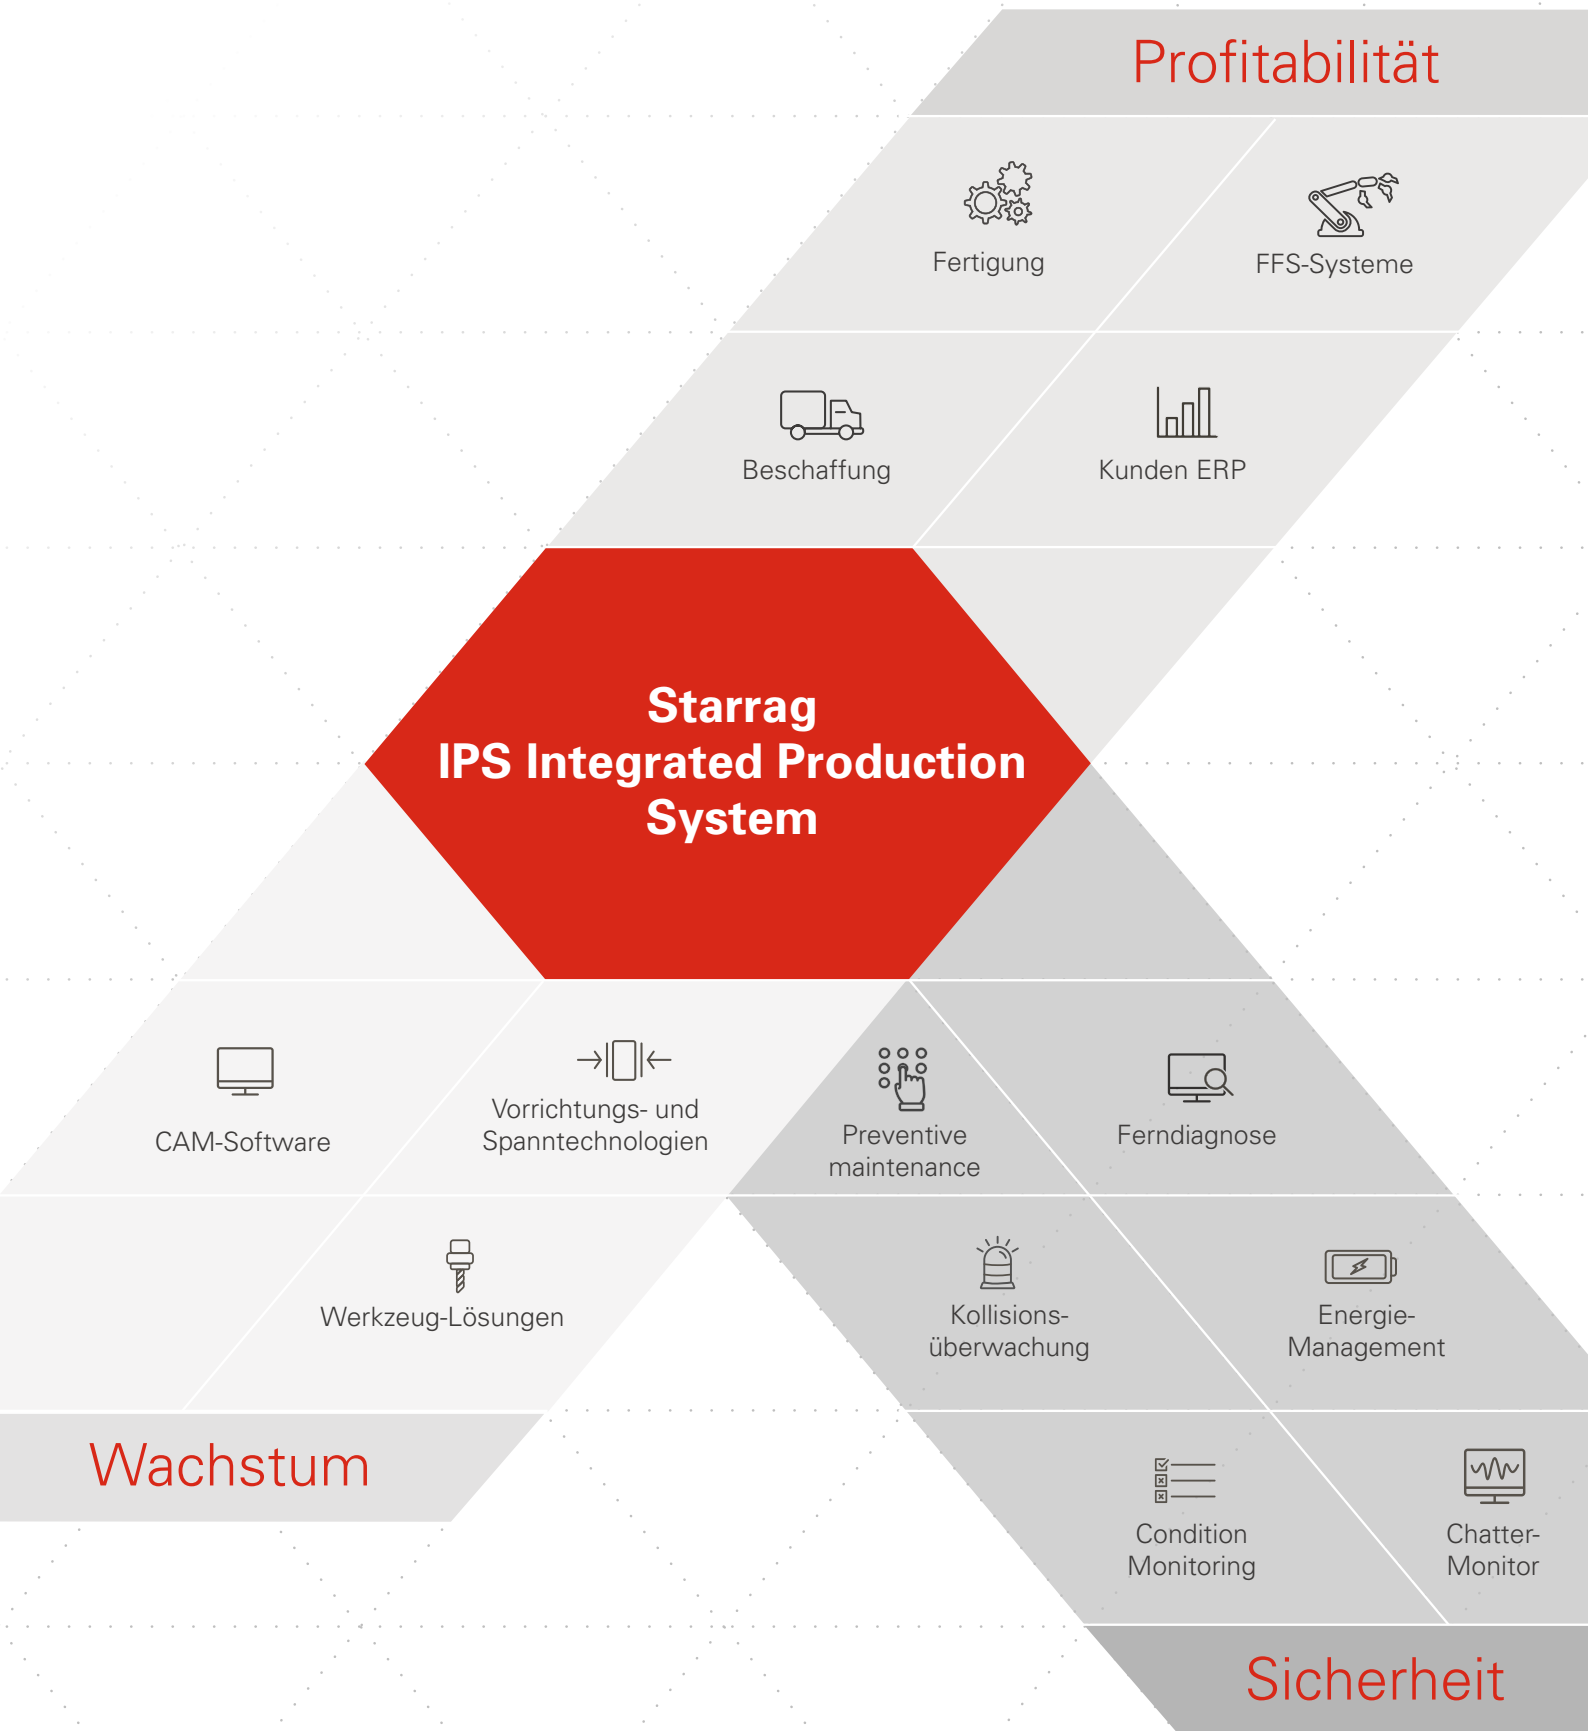 Profitabilität
Fertigung
FFS-Systeme
Beschaffung
Kunden ERP
Starrag
IPS Integrated Production
System
CAM-Software
Vorrichtungs- und
Spanntechnologien
Preventive
maintenance
Ferndiagnose
Werkzeug-Lösungen
Kollisions-
überwachung
Energie-
Management
Wachstum
Condition
Monitoring
Chatter-
Monitor
Sicherheit